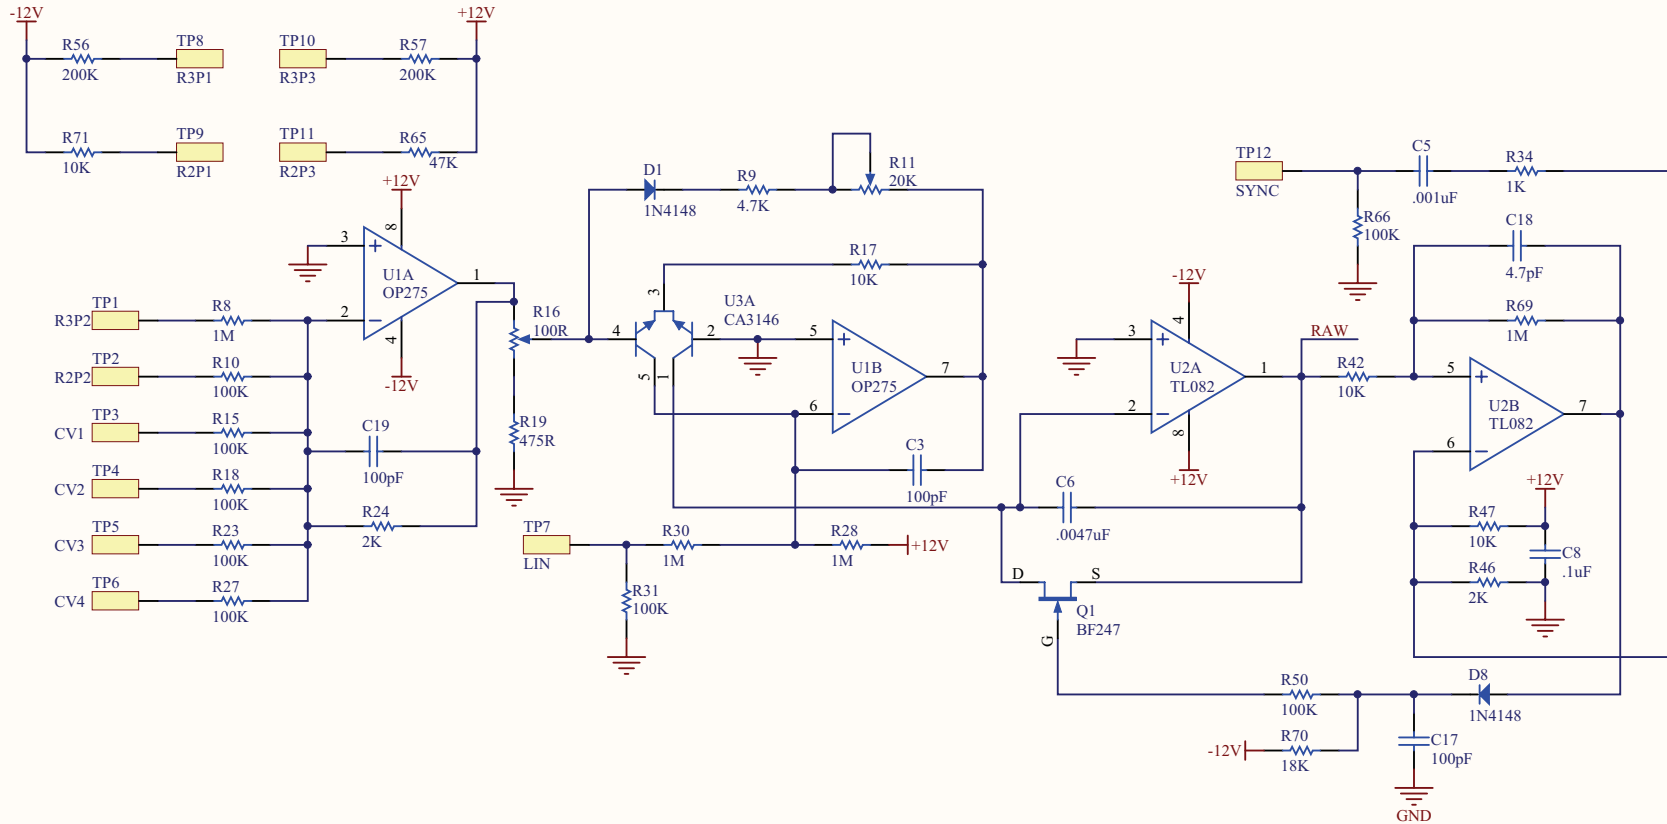 -12V
+12V
R56
200K
TP8
R3P1
TP10
R3P3
R57
200K
R71
10K
TP9
R2P1
TP11
R2P3
R65
47K
+12V
8
3
U1A
OP275
1
2
4
-12V
TP1
R3P2
R8
1M
TP2
R2P2
R10
100K
TP3
CV1
R15
100K
TP4
CV2
R18
100K
TP5
CV3
R23
100K
TP6
CV4
R27
100K
C19
100pF
R24
2K
R16
100R
R19
475R
D1
1N4148
R9
4.7K
R11
20K
R17
10K
3
U3A
CA3146
4
2
5
1
5
U1B
OP275
7
6
C3
100pF
TP7
LIN
R30
1M
R28
1M
+12V
R31
100K
-12V
4
3
U2A
TL082
1
2
8
+12V
RAW
R42
10K
C6
.0047uF
D
S
G
Q1
BF247
TP12
SYNC
C5
.001uF
R34
1K
R66
100K
C18
4.7pF
R69
1M
5
U2B
TL082
7
6
+12V
R47
10K
R46
2K
C8
.1uF
R50
100K
D8
1N4148
-12V
R70
18K
C17
100pF
GND